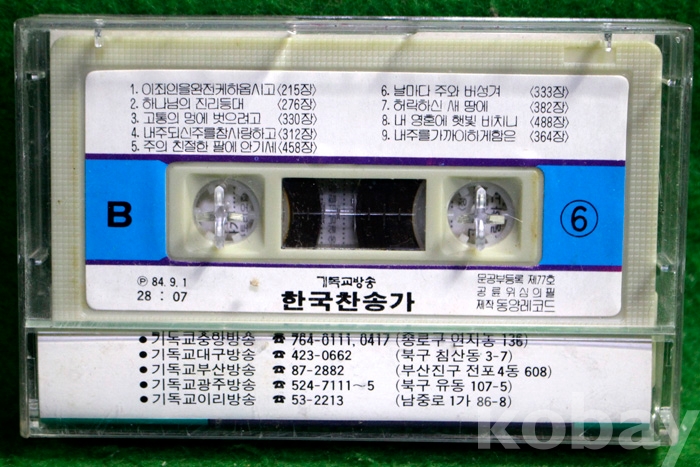 1. 이죄인을완전케하옵시고<215장>
2. 하나님의 진리등대 <276장>
3. 고통의 멍에 벗으려고 <330장>
4. 내주되신주를참사랑하고<312장>
5. 주의 친절한 팔에 안기세<458장>
6. 날마다 주와 버성겨 <333장>
7. 허락하신 새 땅에 <382장>
8. 내 영혼에 햇빛 비치니 <488장>
9. 내주를가까이하게함은 <364장>
B
6
Ⓟ 84. 9. 1
28 : 07
기독교방송
한국찬송가
문공부등록 제77호
공륜위심의필
제작 동양레코드
• 기독교중앙방송 ☎ 764-0111, 0417 (종로구 연지동 136)
• 기독교대구방송 ☎ 423-0662 (북구 침산동 3-7)
• 기독교부산방송 ☎ 87-2882 (부산진구 전포4동 608)
• 기독교광주방송 ☎ 524-7111~5 (북구 유동 107-5)
• 기독교이리방송 ☎ 53-2213 (남중로1가 86-8)
kobay